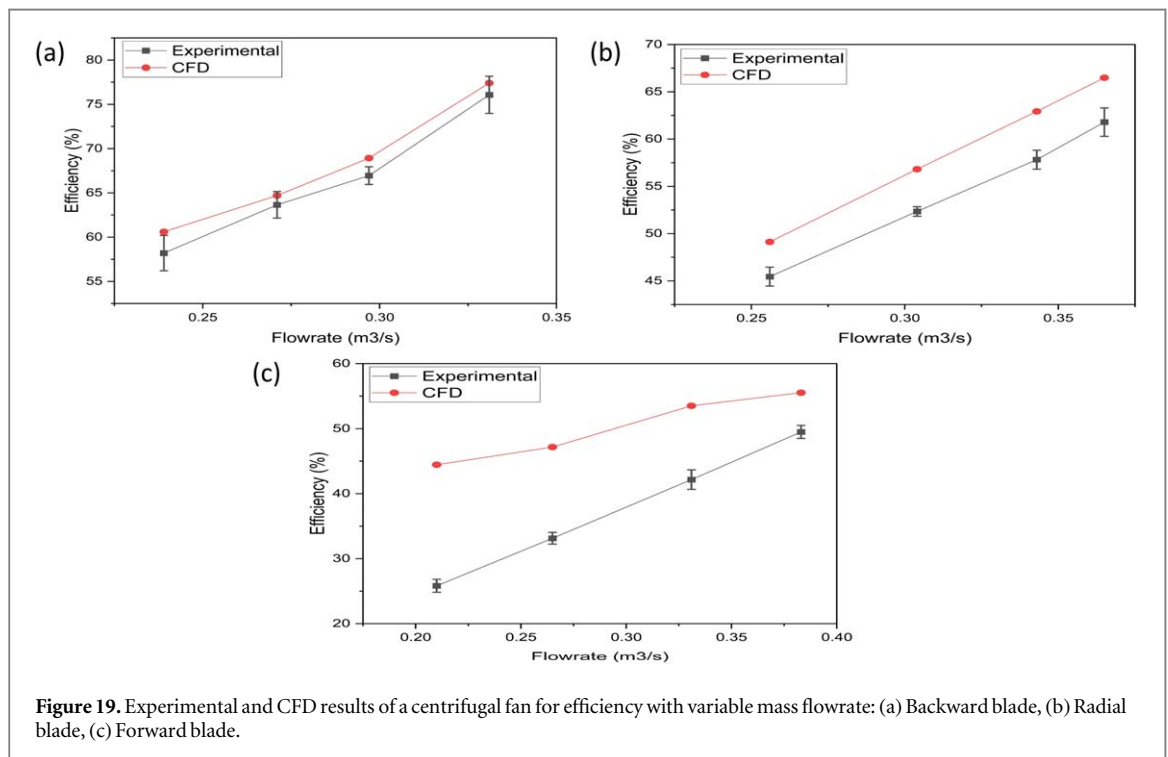 (a)
Experimental
CFD
80
75
70
65
60
55
Efficiency (%)
0.25
0.30
0.35
Flowrate (m3/s)
(b)
Experimental
CFD
70
65
60
55
50
45
Efficiency (%)
0.25
0.30
0.35
Flowrate (m3/s)
(c)
Experimental
CFD
60
50
40
30
20
Efficiency (%)
0.20
0.25
0.30
0.35
0.40
Flowrate (m3/s)
Figure 19. Experimental and CFD results of a centrifugal fan for efficiency with variable mass flowrate: (a) Backward blade, (b) Radial
blade, (c) Forward blade.